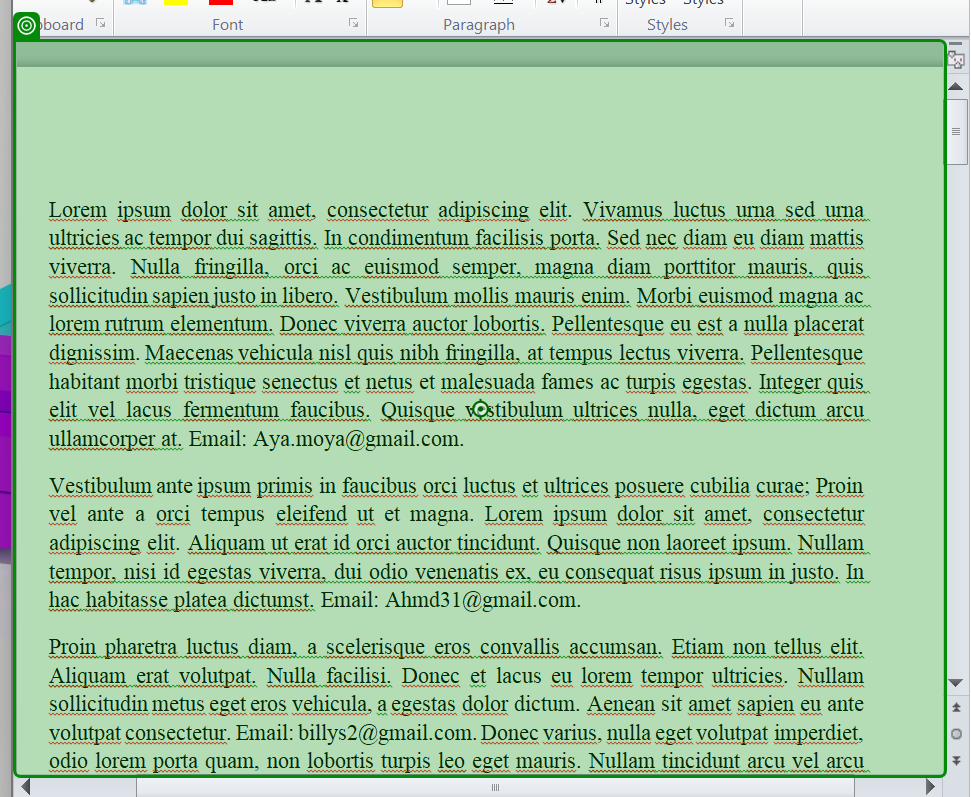 Styles Styles
board Font Paragraph Styles
Lorem ipsum dolor sit amet, consectetur adipiscing elit. Vivamus luctus urna sed urna
ultricies ac tempor dui sagittis. In condimentum facilisis porta. Sed nec diam eu diam mattis
viverra. Nulla fringilla, orci ac euismod semper, magna diam porttitor mauris, quis
sollicitudin sapien justo in libero. Vestibulum mollis mauris enim. Morbi euismod magna ac
lorem rutrum elementum. Donec viverra auctor lobortis. Pellentesque eu est a nulla placerat
dignissim. Maecenas vehicula nisl quis nibh fringilla, at tempus lectus viverra. Pellentesque
habitant morbi tristique senectus et netus et malesuada fames ac turpis egestas. Integer quis
elit vel lacus fermentum faucibus. Quisque vestibulum ultrices nulla, eget dictum arcu
ullamcorper at. Email: Aya.moya@gmail.com.
Vestibulum ante ipsum primis in faucibus orci luctus et ultrices posuere cubilia curae; Proin
vel ante a orci tempus eleifend ut et magna. Lorem ipsum dolor sit amet, consectetur
adipiscing elit. Aliquam ut erat id orci auctor tincidunt. Quisque non laoreet ipsum. Nullam
tempor, nisi id egestas viverra, dui odio venenatis ex, eu consequat risus ipsum in justo. In
hac habitasse platea dictumst. Email: Ahmd31@gmail.com.
Proin pharetra luctus diam, a scelerisque eros convallis accumsan. Etiam non tellus elit.
Aliquam erat volutpat. Nulla facilisi. Donec et lacus eu lorem tempor ultricies. Nullam
sollicitudin metus eget eros vehicula, a egestas dolor dictum. Aenean sit amet sapien eu ante
volutpat consectetur. Email: billys2@gmail.com. Donec varius, nulla eget volutpat imperdiet,
odio lorem porta quam, non lobortis turpis leo eget mauris. Nullam tincidunt arcu vel arcu